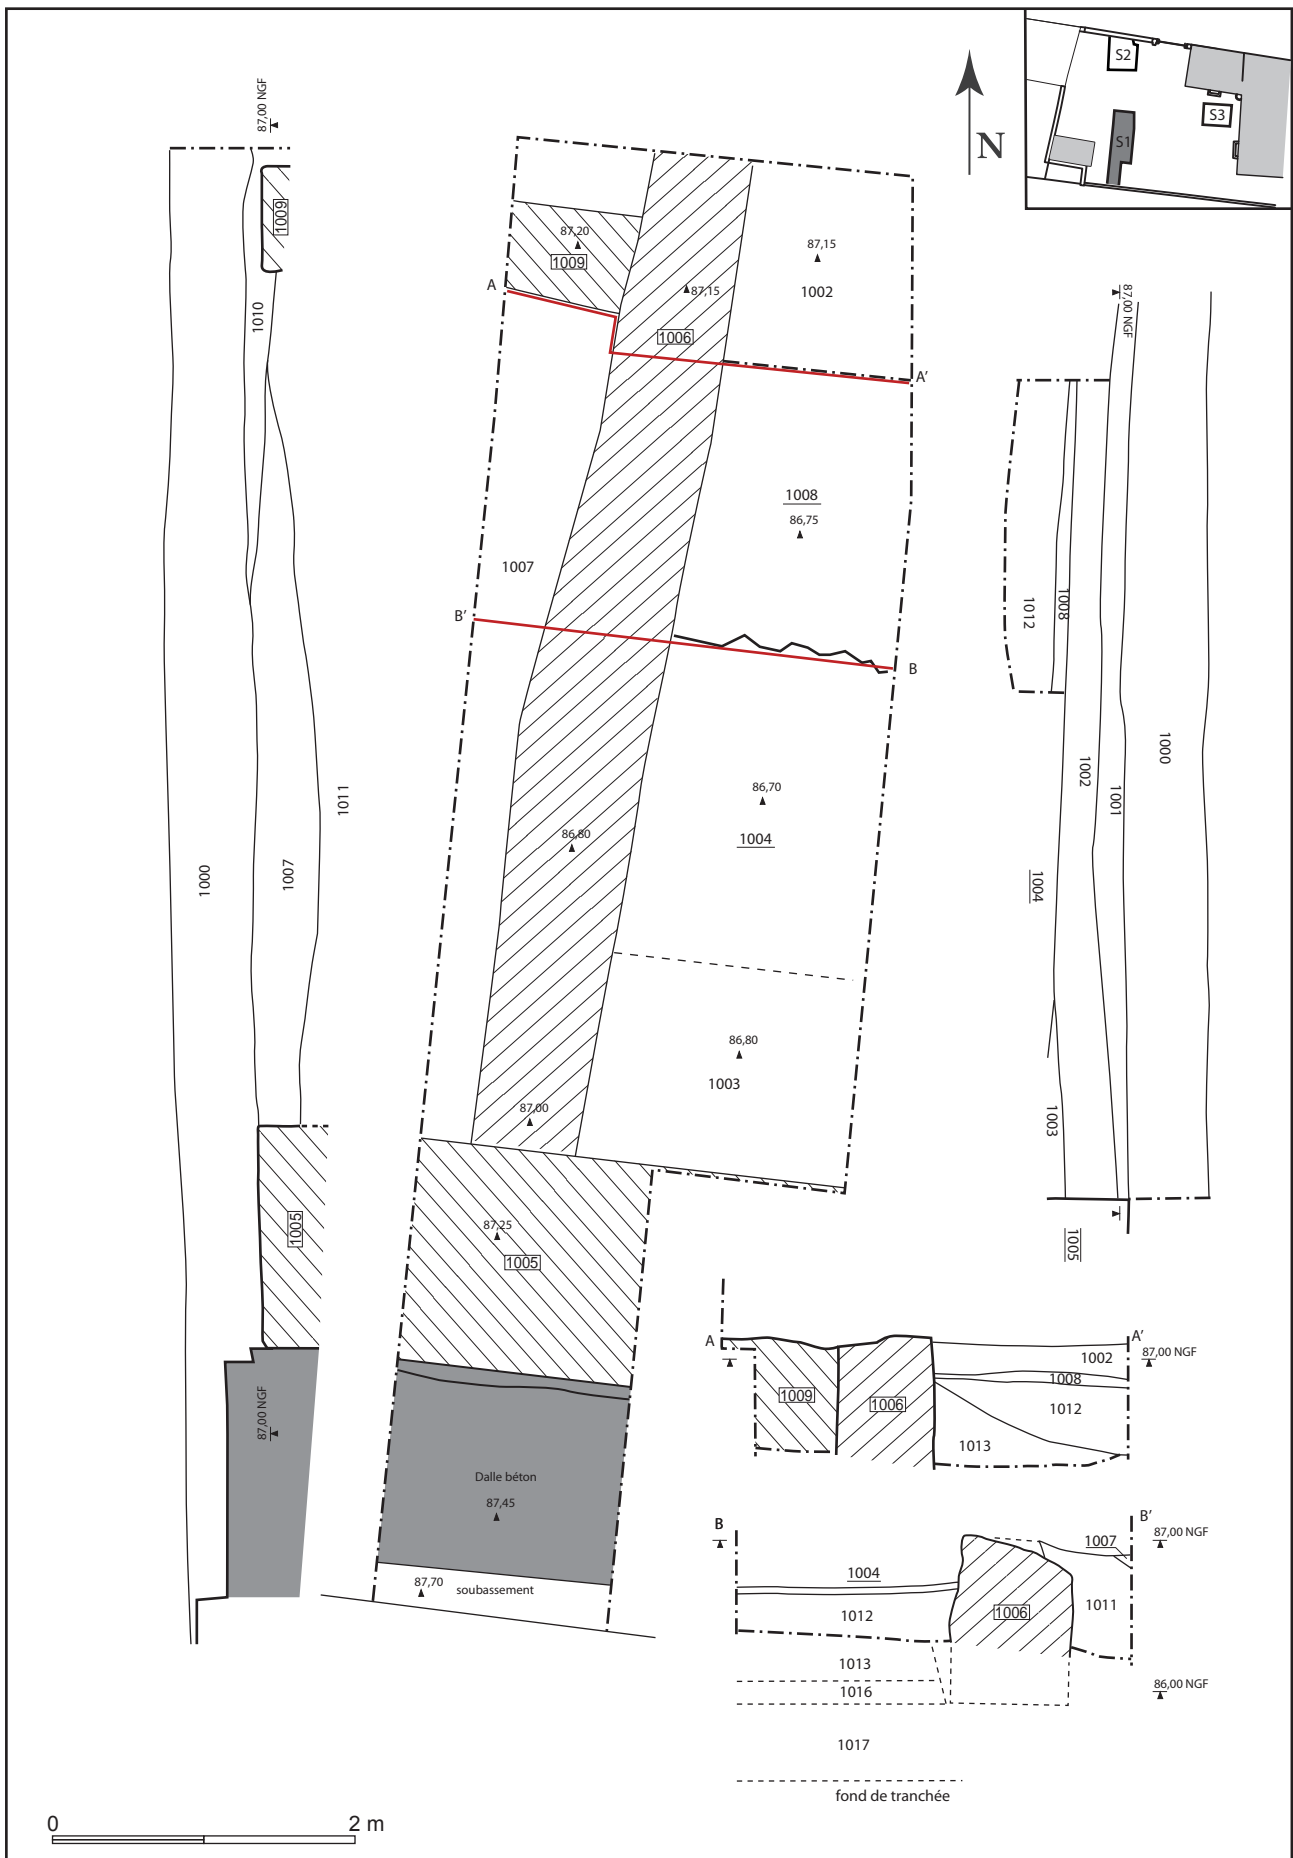 87,00 NGF
1009
1010
1011
1000
1007
1005
87,00 NGF
N
S2
S3
S1
87,20
1009
A
87,15
1006
87,15
1002
A'
1008
86,75
1007
B'
B
86,70
1004
86,80
86,80
1003
87,00
87,25
1005
Dalle béton
87,45
87,70
soubassement
87,00 NGF
1012
1008
1002
1001
1000
1004
1003
1005
A
A'
1002
87,00 NGF
1008
1009
1006
1012
1013
B
B'
1007
87,00 NGF
1004
1012
1006
1011
1013
1016
86,00 NGF
1017
fond de tranchée
0
2 m